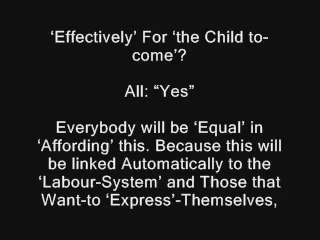 ‘Effectively’ For ‘the Child to-
come’?
All: “Yes”
Everybody will be ‘Equal’ in
‘Affording’ this. Because this will
be linked Automatically to the
‘Labour-System’ and Those that
Want-to ‘Express’-Themselves,